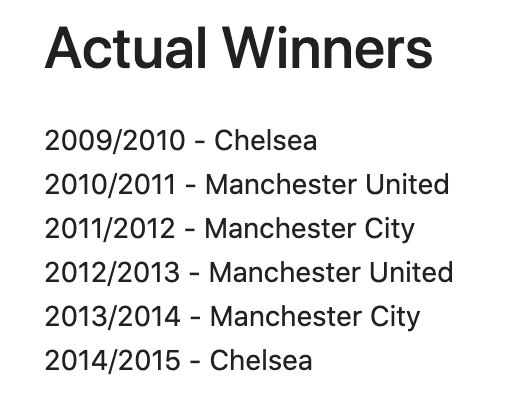 Actual Winners
2009/2010 - Chelsea
2010/2011 - Manchester United
2011/2012 - Manchester City
2012/2013 - Manchester United
2013/2014 - Manchester City
2014/2015 - Chelsea